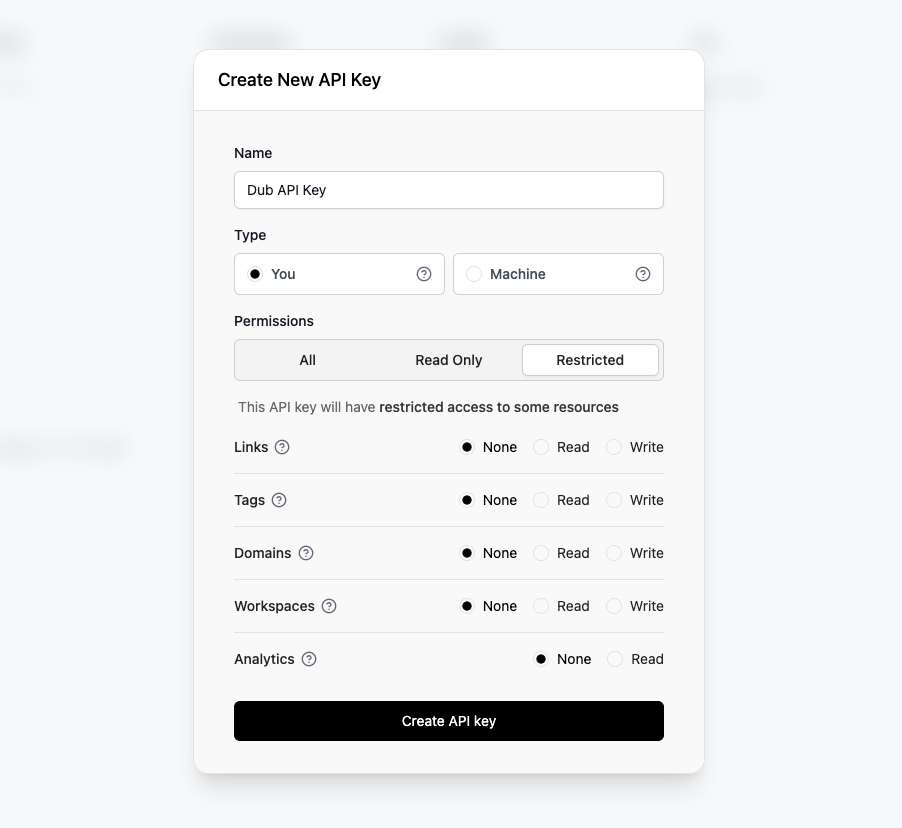 Create New API Key
Name
Dub API Key
Type
You
Machine
Permissions
All Read Only Restricted
This API key will have restricted access to some resources
Links None Read Write
Tags None Read Write
Domains None Read Write
Workspaces None Read Write
Analytics None Read
Create API key